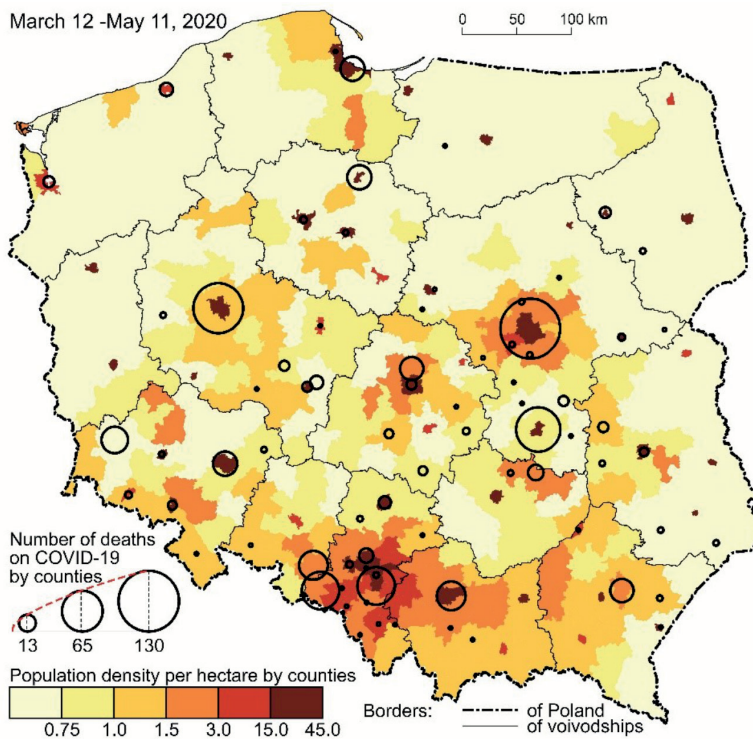 March 12 -May 11, 2020
0 50 100 km
Number of deaths
on COVID-19
by counties
13 65 130
Population density per hectare by counties
0.75 1.0 1.5 3.0 15.0 45.0
Borders: of Poland
of voivodships